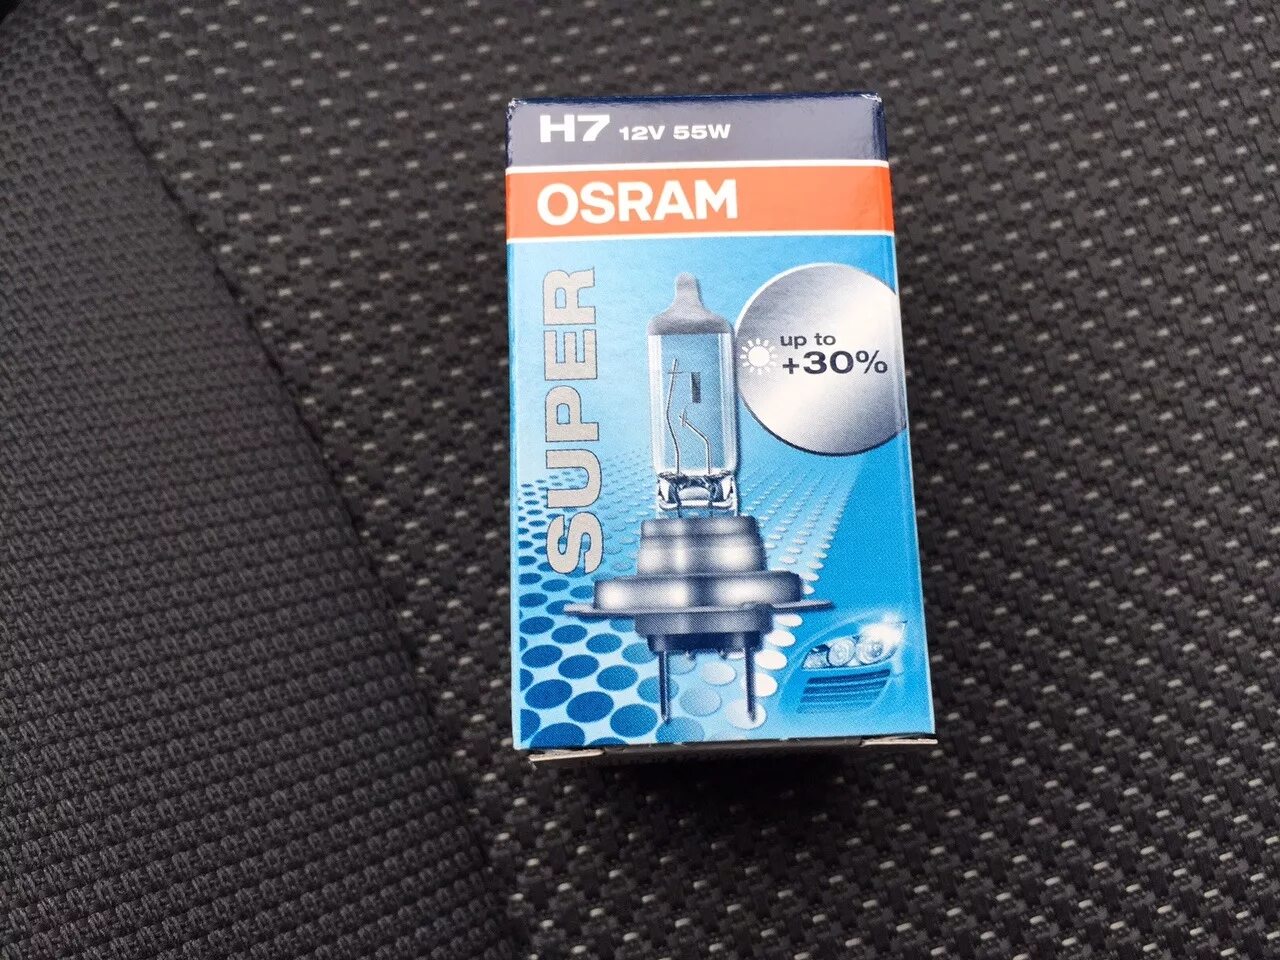 H7 12V 55W
OSRAM
SUPER
up to
+30%